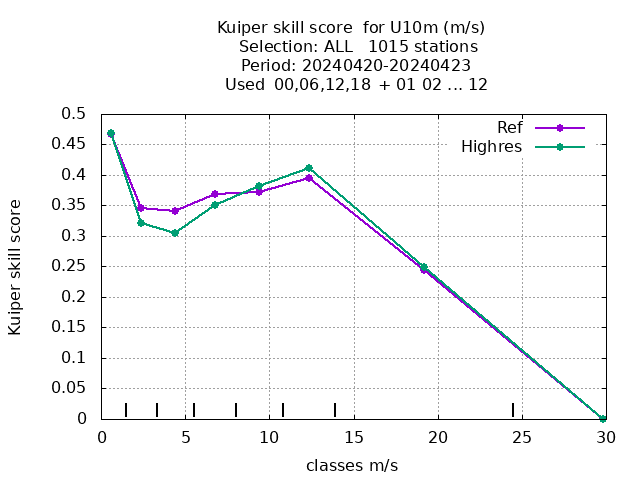 Kuiper skill score  for U10m (m/s)
Selection: ALL   1015 stations
Period: 20240420-20240423
Used  00,06,12,18 + 01 02 ... 12
Ref
Highres
0.5
0.45
0.4
0.35
0.3
0.25
0.2
0.15
0.1
0.05
0
Kuiper skill score
0 5 10 15 20 25 30
classes m/s